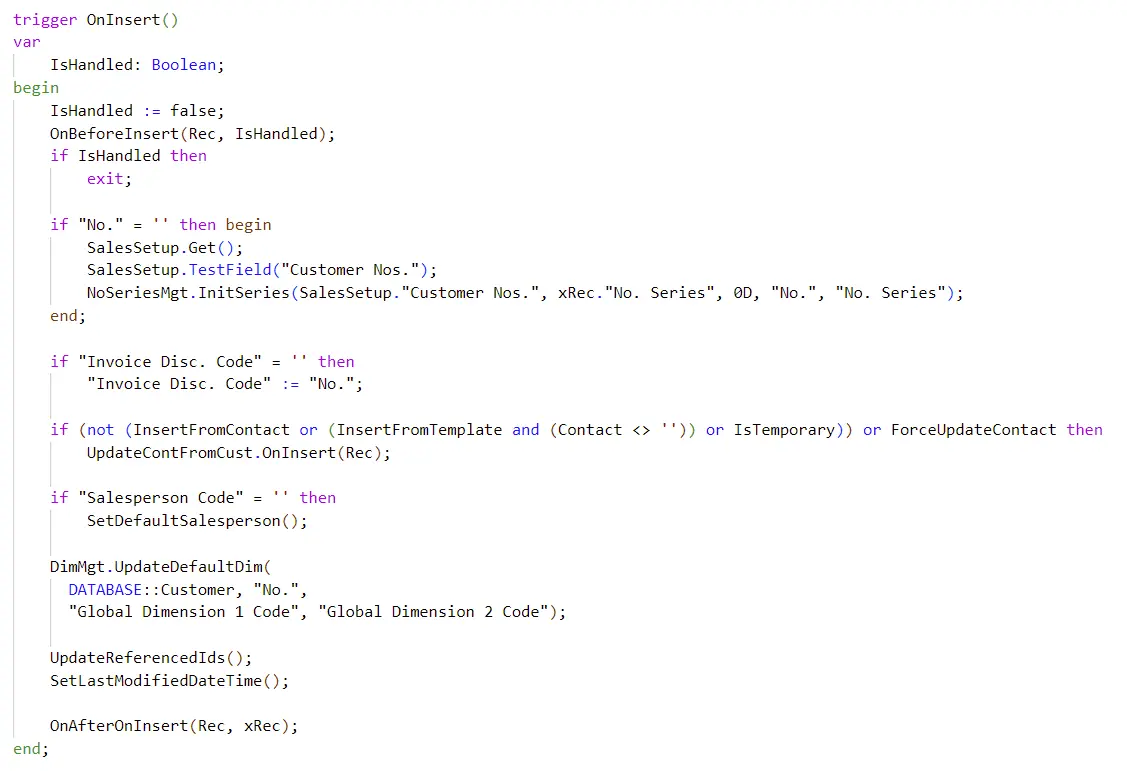 trigger OnInsert()
var
    IsHandled: Boolean;
begin
    IsHandled := false;
    OnBeforeInsert(Rec, IsHandled);
    if IsHandled then
        exit;

    if "No." = '' then begin
        SalesSetup.Get();
        SalesSetup.TestField("Customer Nos.");
        NoSeriesMgt.InitSeries(SalesSetup."Customer Nos.", xRec."No. Series", 0D, "No.", "No. Series");
    end;

    if "Invoice Disc. Code" = '' then
        "Invoice Disc. Code" := "No.";

    if (not (InsertFromContact or (InsertFromTemplate and (Contact <> '')) or IsTemporary)) or ForceUpdateContact then
        UpdateContFromCust.OnInsert(Rec);

    if "Salesperson Code" = '' then
        SetDefaultSalesperson();

    DimMgt.UpdateDefaultDim(
      DATABASE::Customer, "No.",
      "Global Dimension 1 Code", "Global Dimension 2 Code");

    UpdateReferencedIds();
    SetLastModifiedDateTime();

    OnAfterOnInsert(Rec, xRec);
end;